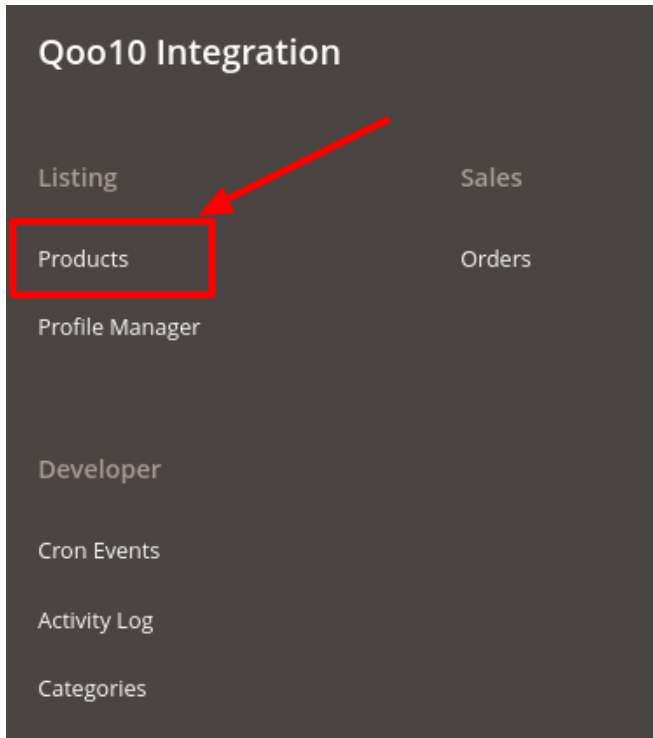 Qoo10 Integration
Listing
Products
Profile Manager
Sales
Orders
Developer
Cron Events
Activity Log
Categories